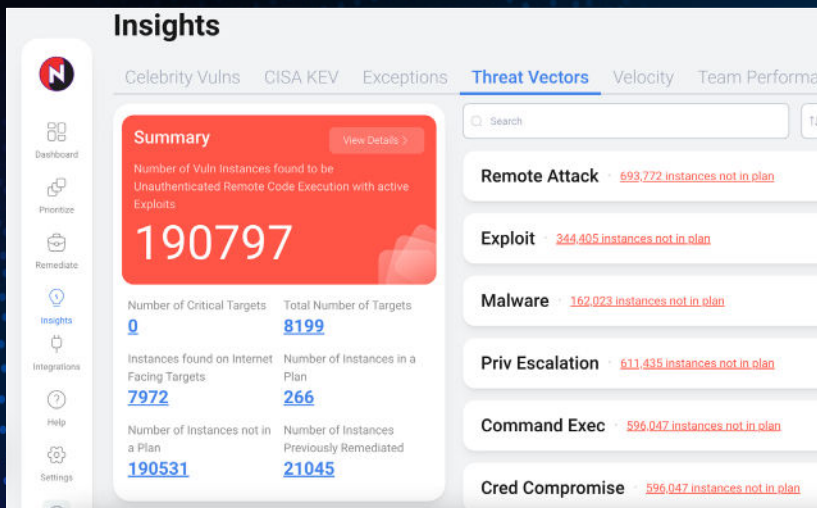 Insights
N
Celebrity Vulns CISA KEV Exceptions Threat Vectors Velocity Team Performa
Dashboard
Prioritize
Remediate
Insights
Integrations
Help
Settings
Summary
View Details >
Number of Vuln Instances found to be
Unauthenticated Remote Code Execution with active
Exploits
190797
Number of Critical Targets
0
Total Number of Targets
8199
Instances found on Internet
Facing Targets
7972
Number of Instances in a
Plan
266
Number of Instances not in
a Plan
190531
Number of Instances
Previously Remediated
21045
Search
Remote Attack · 693,772 instances not in plan
Exploit · 344,405 instances not in plan
Malware · 162,023 instances not in plan
Priv Escalation · 611,435 instances not in plan
Command Exec · 596,047 instances not in plan
Cred Compromise · 596,047 instances not in plan